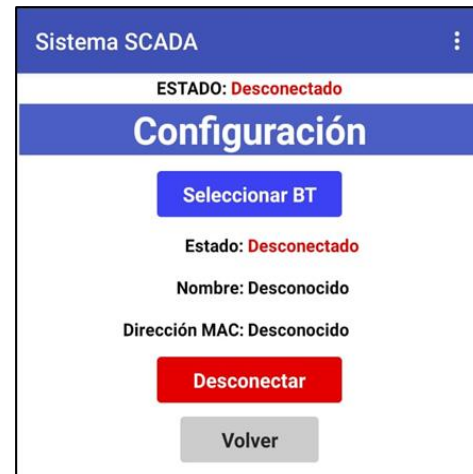 Sistema SCADA
ESTADO: Desconectado
Configuración
Seleccionar BT
Estado: Desconectado
Nombre: Desconocido
Dirección MAC: Desconocido
Desconectar
Volver